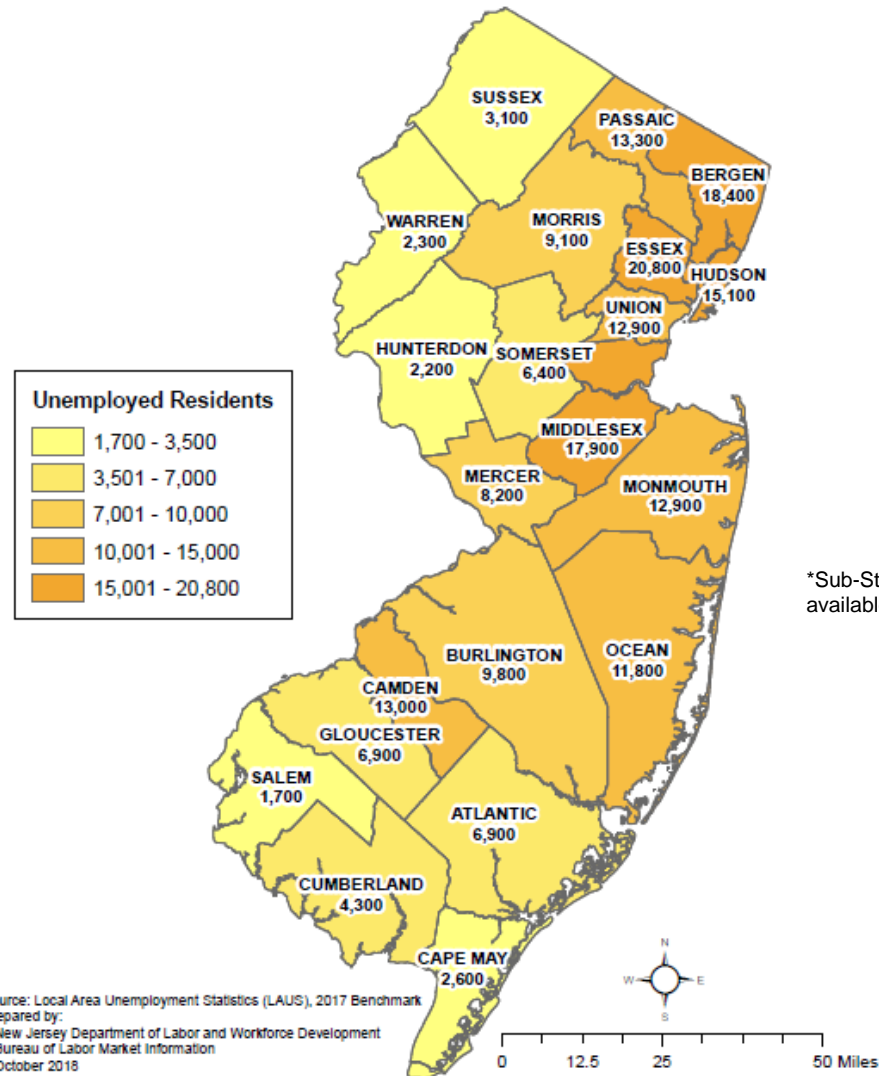 SUSSEX
3,100
PASSAIC
13,300
BERGEN
18,400
WARREN
2,300
MORRIS
9,100
ESSEX
20,800
HUDSON
15,100
UNION
12,900
HUNTERDON
2,200
SOMERSET
6,400
Unemployed Residents
1,700 - 3,500
3,501 - 7,000
7,001 - 10,000
10,001 - 15,000
15,001 - 20,800
MIDDLESEX
17,900
MERCER
8,200
MONMOUTH
12,900
*Sub-St
availabl
BURLINGTON
9,800
OCEAN
11,800
CAMDEN
13,000
GLOUCESTER
6,900
SALEM
1,700
ATLANTIC
6,900
CUMBERLAND
4,300
CAPE MAY
2,600
N
W E
S
urce: Local Area Unemployment Statistics (LAUS), 2017 Benchmark
epared by:
New Jersey Department of Labor and Workforce Development
Bureau of Labor Market Information
October 2018
0 12.5 25 50 Miles